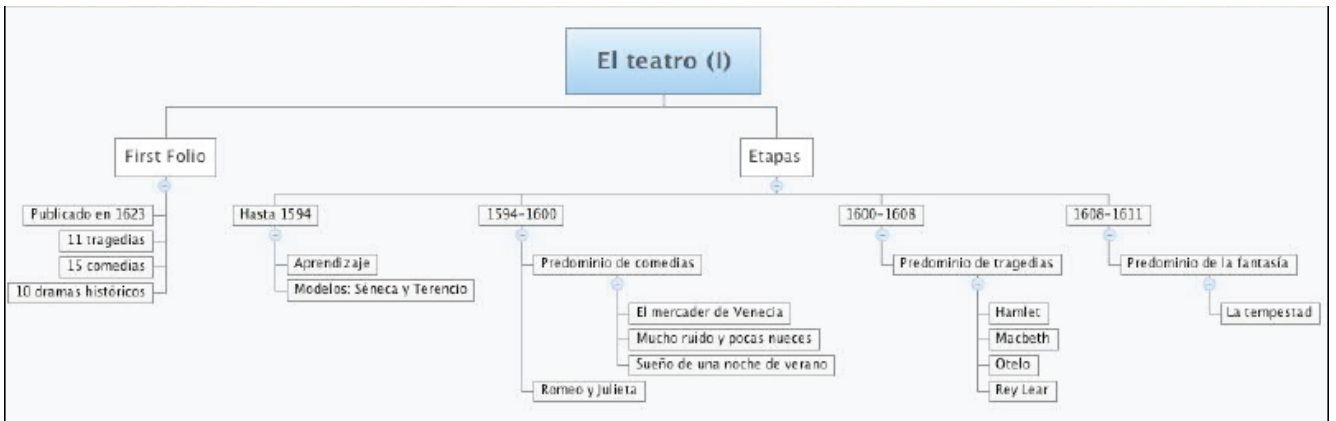 El teatro (I)
First Folio
Publicado en 1623
11 tragedias
15 comedias
10 dramas históricos
Etapas
Hasta 1594
Aprendizaje
Modelos: Séneca y Terencio
1594-1600
Predominio de comedias
El mercader de Venecia
Mucho ruido y pocas nueces
Sueño de una noche de verano
Romeo y Julieta
1600-1608
Predominio de tragedias
Hamlet
Macbeth
Otelo
Rey Lear
1608-1611
Predominio de la fantasía
La tempestad